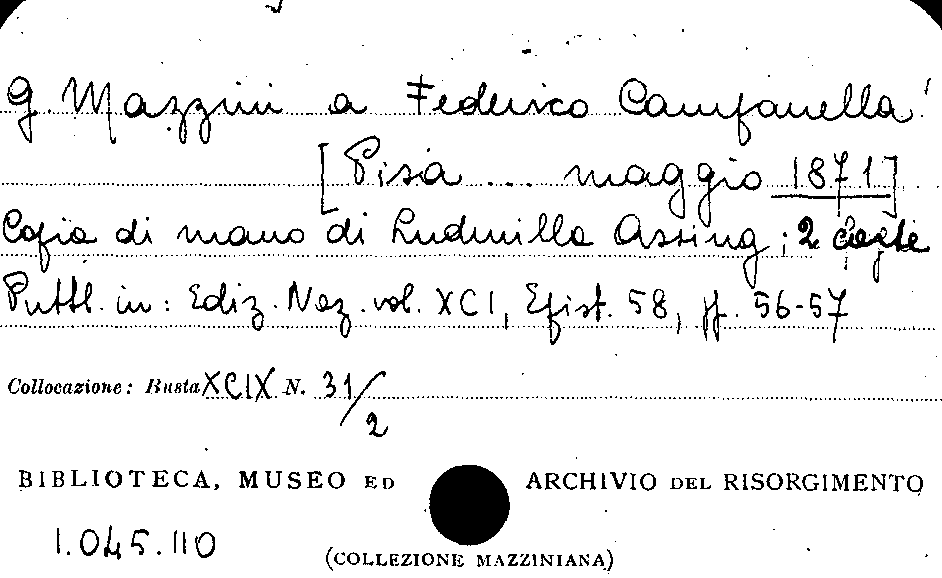 G. Mazzini a Federico Campanella
[Pisa ... maggio 1871]
Copia di mano di Ludmilla Assing; 2 carte
Pubbl. in: Ediz. Naz. vol. XCI, Epist. 58, pp. 56-57
Collocazione: Busta XCIX N. 31/2
BIBLIOTECA, MUSEO ED ARCHIVIO DEL RISORGIMENTO
1.045.110
(COLLEZIONE MAZZINIANA)